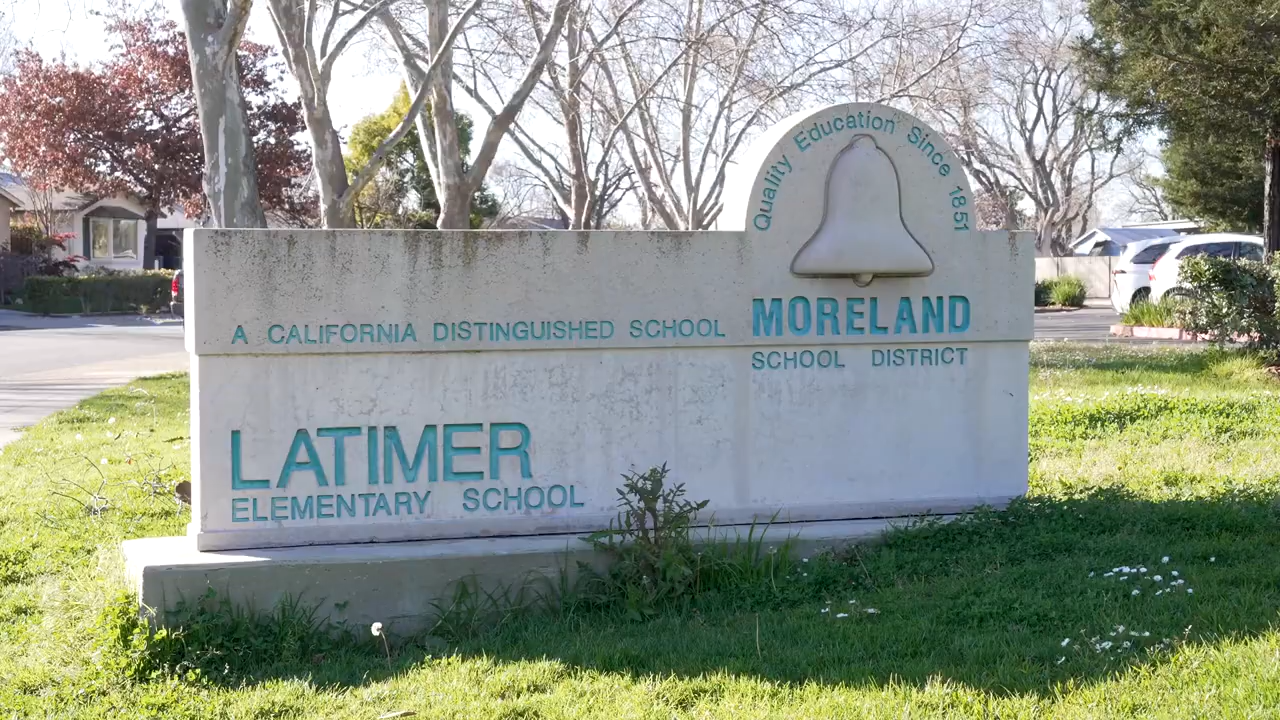 Quality Education Since 1851
A CALIFORNIA DISTINGUISHED SCHOOL
MORELAND
SCHOOL DISTRICT
LATIMER
ELEMENTARY SCHOOL